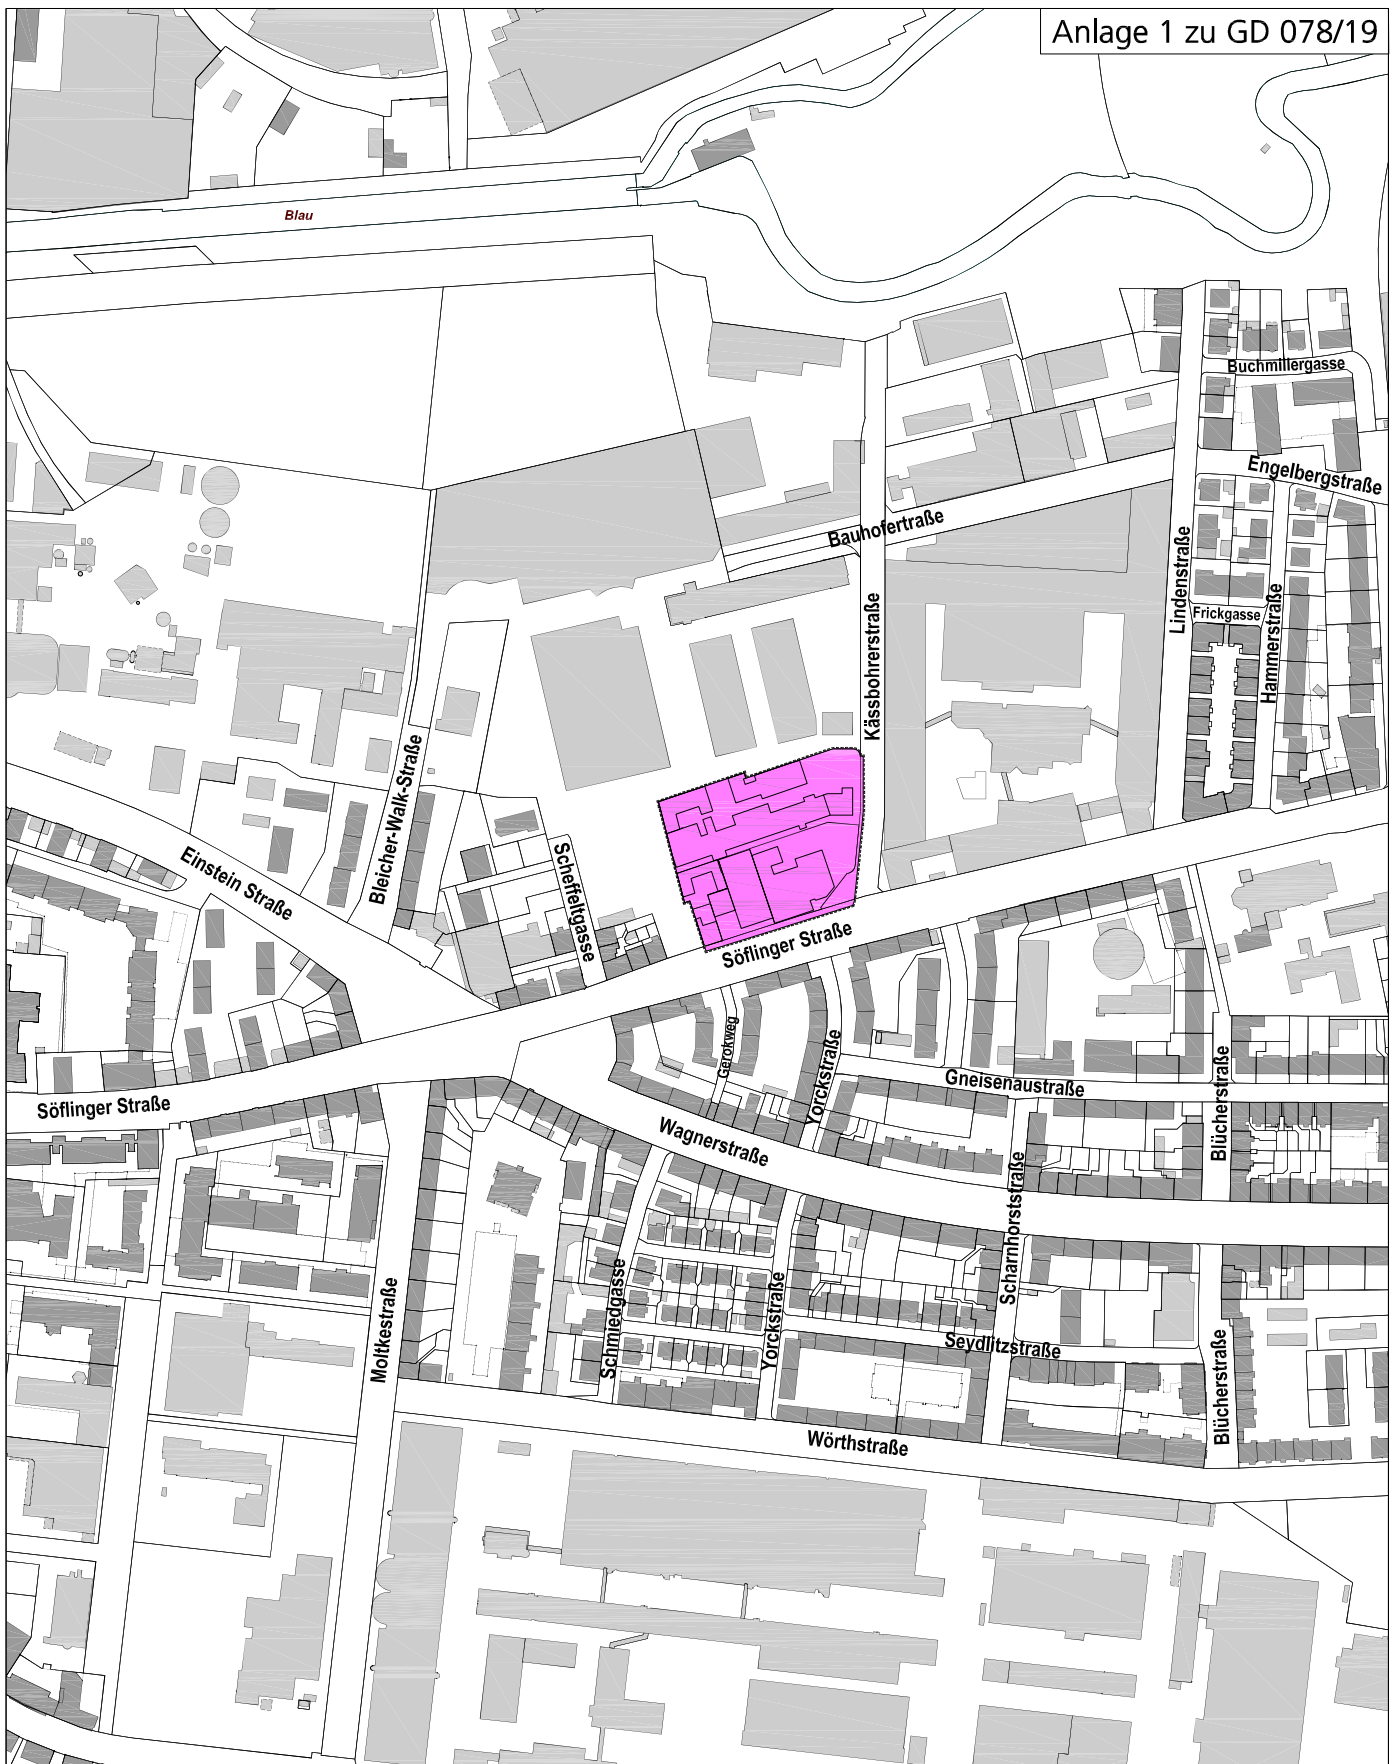 Anlage 1 zu GD 078/19
Blau
Buchmillergasse
Engelbergstraße
Bauhofertraße
Lindenstraße
Kässbohrerstraße
Frickgasse
Hammerstraße
Bleicher-Walk-Straße
Einstein Straße
Scheffeltgasse
Söflinger Straße
Gerokweg
Yorckstraße
Gneisenaustraße
Blücherstraße
Söflinger Straße
Wagnerstraße
Scharnhorststraße
Moltkestraße
Schmiedgasse
Yorckstraße
Seydlitzstraße
Blücherstraße
Wörthstraße